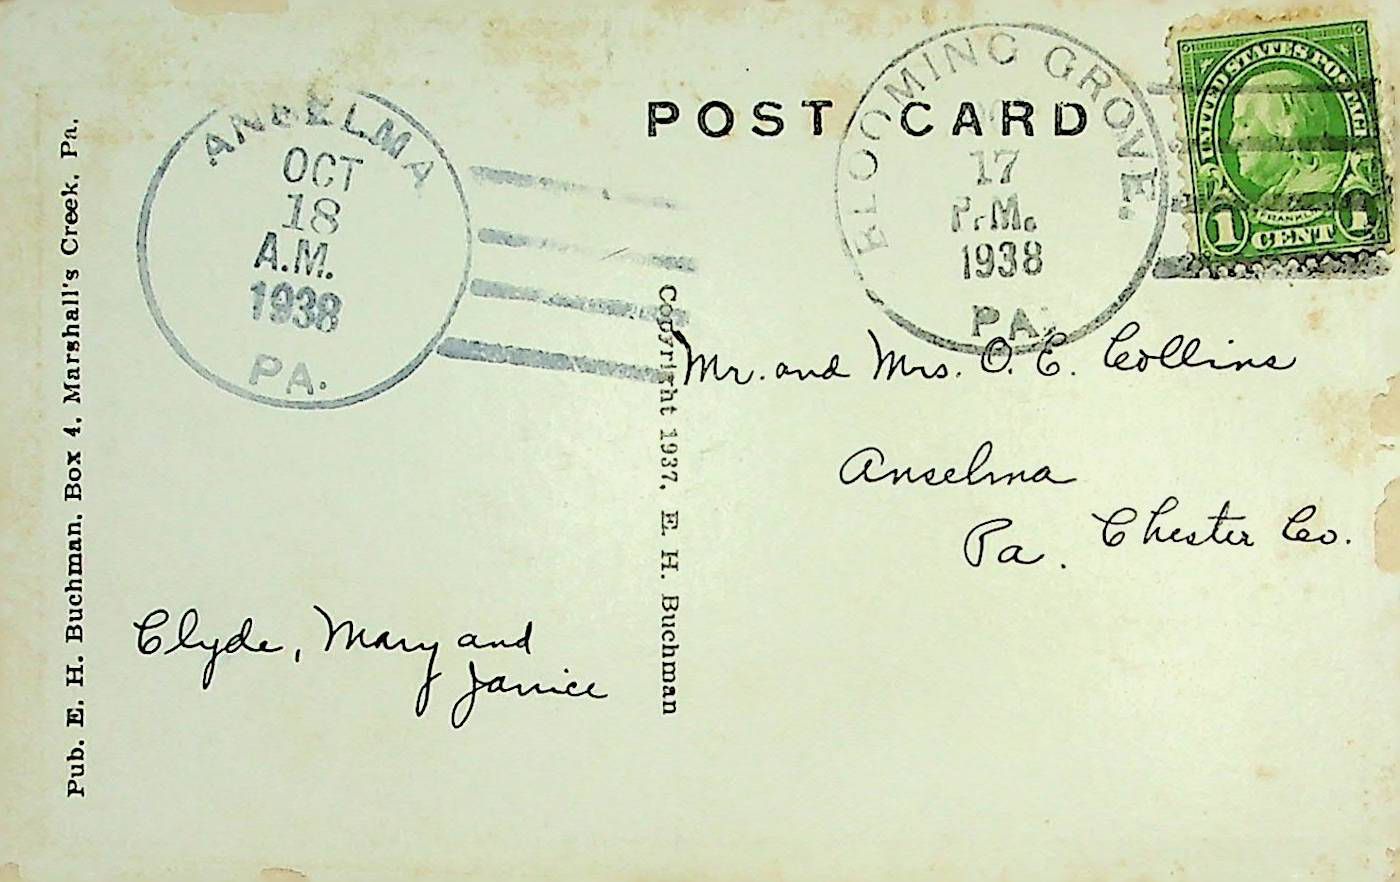 POST CARD
ANSELMA
OCT
18
A.M.
1938
PA.
BLOOMING GROVE.
17
P.M.
1938
PA.
UNITED STATES POSTAGE
FRANKLIN
1 CENT 1
Pub. E. H. Buchman, Box 4, Marshall's Creek, Pa.
Copyright 1937, E. H. Buchman
Mr. and Mrs. O. E. Collins
Anselma
Pa. Chester Co.
Clyde, Mary and
Janice